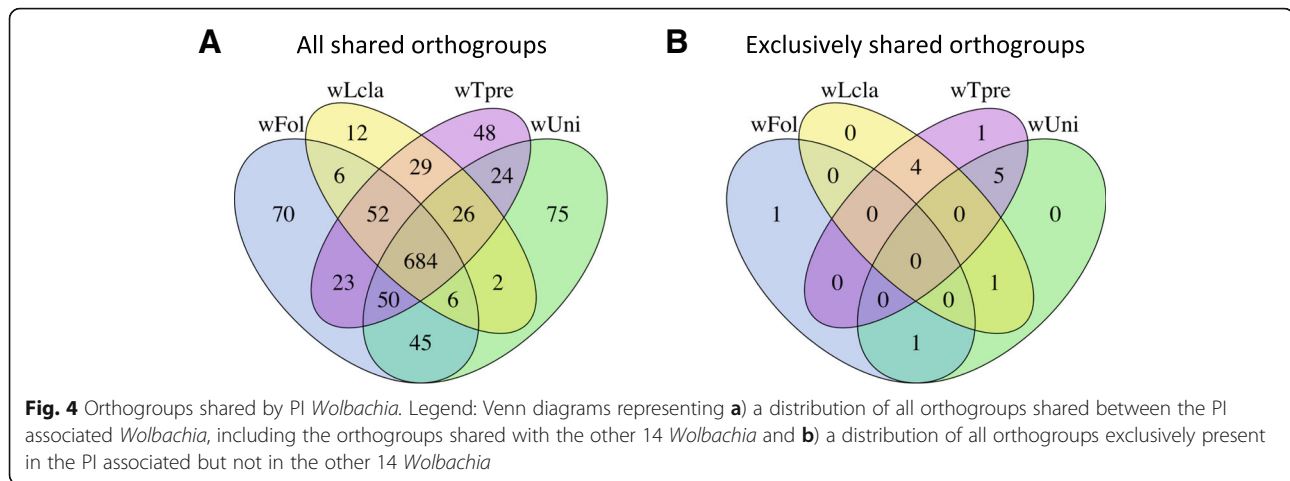 A All shared orthogroups
B Exclusively shared orthogroups
wLcla wTpre
wFol wUni
12 48
29
6 24
70 52 26 75
684
23 2
50 6
45
wLcla wTpre
wFol wUni
0 1
4
0 5
1 0 0 0
0
0 1
0 0
1
Fig. 4 Orthogroups shared by PI Wolbachia. Legend: Venn diagrams representing a) a distribution of all orthogroups shared between the PI
associated Wolbachia, including the orthogroups shared with the other 14 Wolbachia and b) a distribution of all orthogroups exclusively present
in the PI associated but not in the other 14 Wolbachia